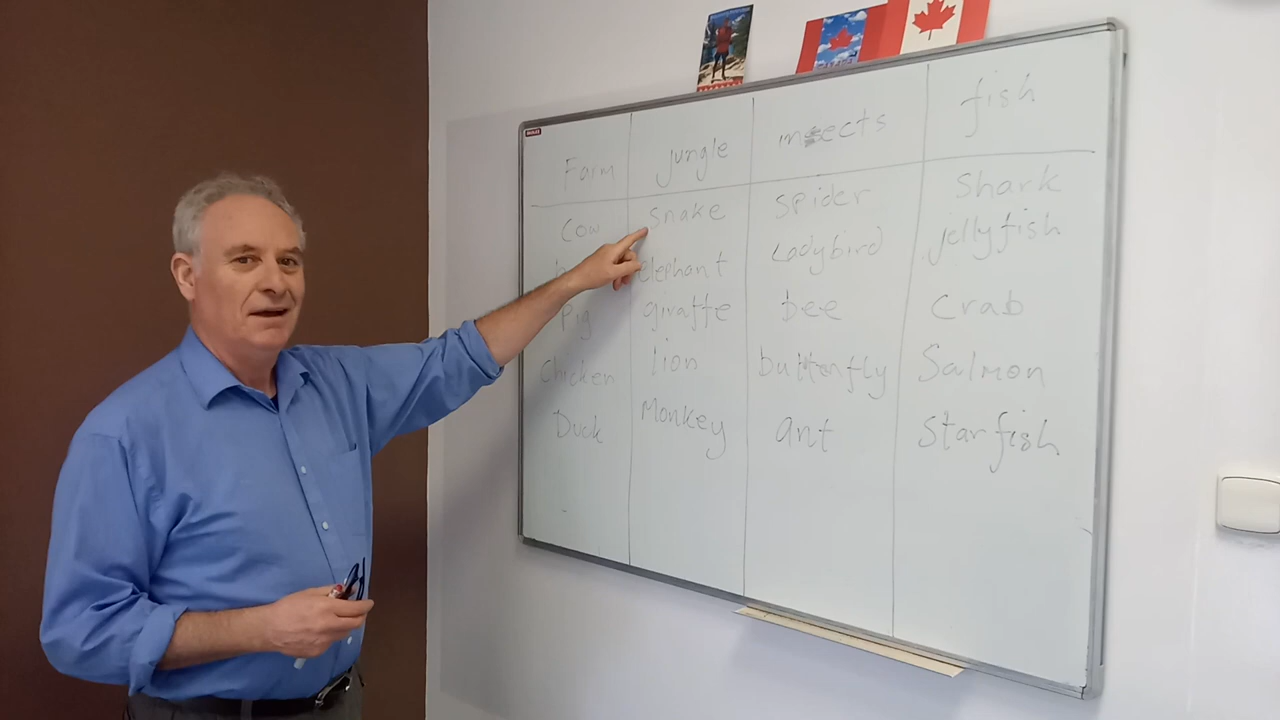 Farm jungle insects fish
Cow snake spider Shark
elephant ladybird jellyfish
Pig giraffe bee Crab
Chicken lion butterfly Salmon
Duck Monkey ant Starfish